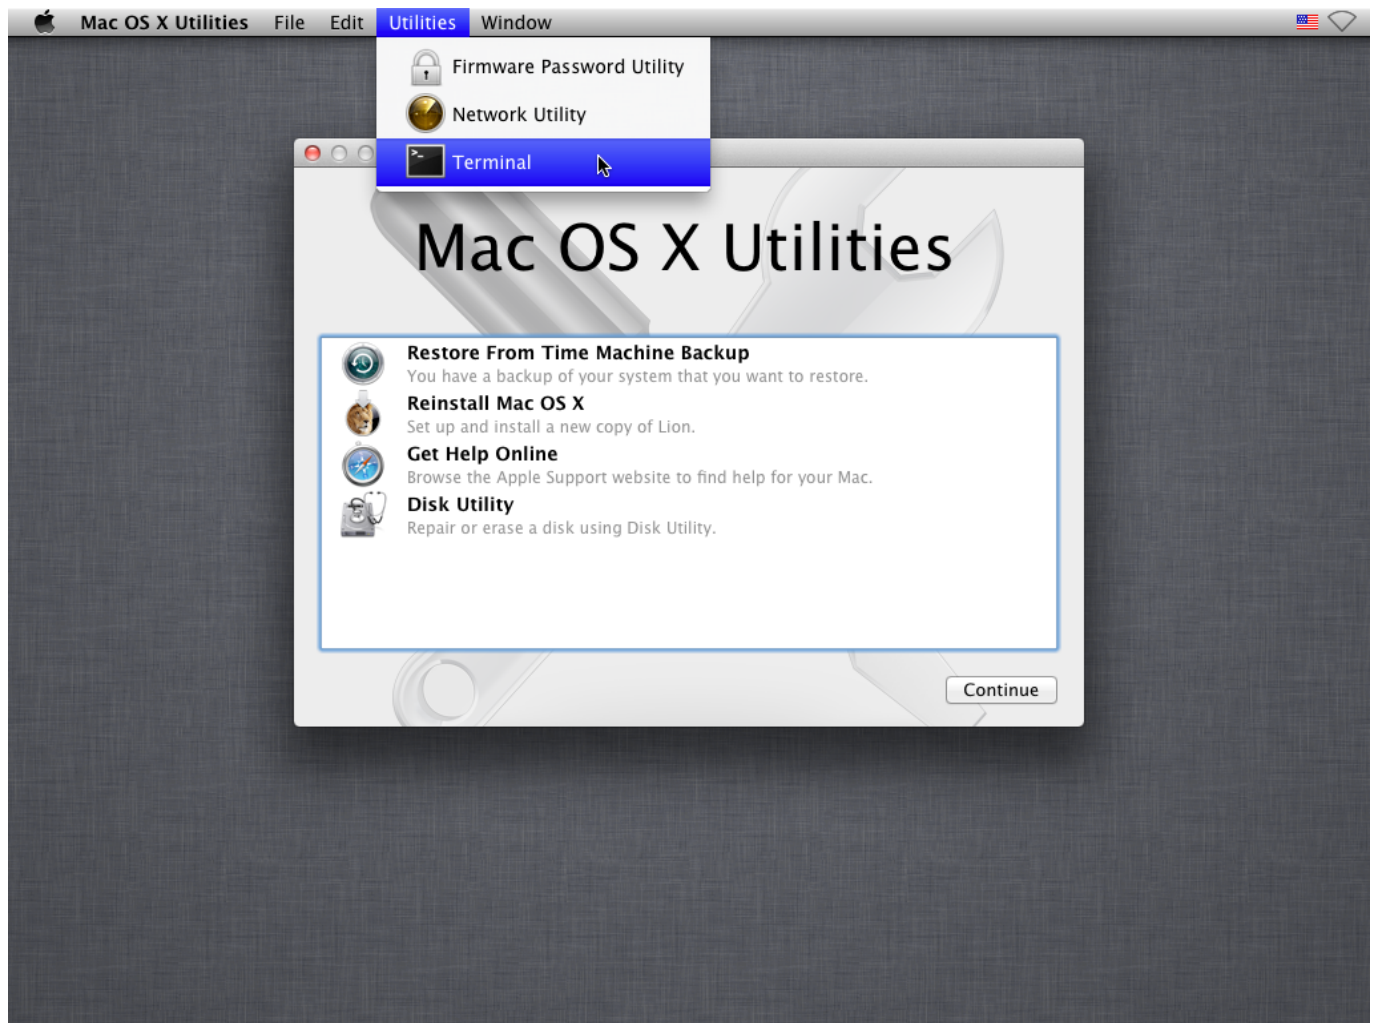 Mac OS X Utilities File Edit Utilities Window
Firmware Password Utility
Network Utility
>_ Terminal
Mac OS X Utilities
Restore From Time Machine Backup
You have a backup of your system that you want to restore.
Reinstall Mac OS X
Set up and install a new copy of Lion.
Get Help Online
Browse the Apple Support website to find help for your Mac.
Disk Utility
Repair or erase a disk using Disk Utility.
Continue